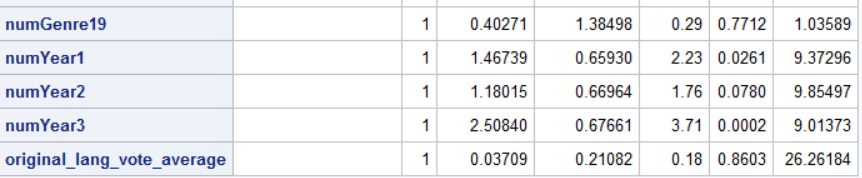 numGenre19 1 0.40271 1.38498 0.29 0.7712 1.03589
numYear1 1 1.46739 0.65930 2.23 0.0261 9.37296
numYear2 1 1.18015 0.66964 1.76 0.0780 9.85497
numYear3 1 2.50840 0.67661 3.71 0.0002 9.01373
original_lang_vote_average 1 0.03709 0.21082 0.18 0.8603 26.26184